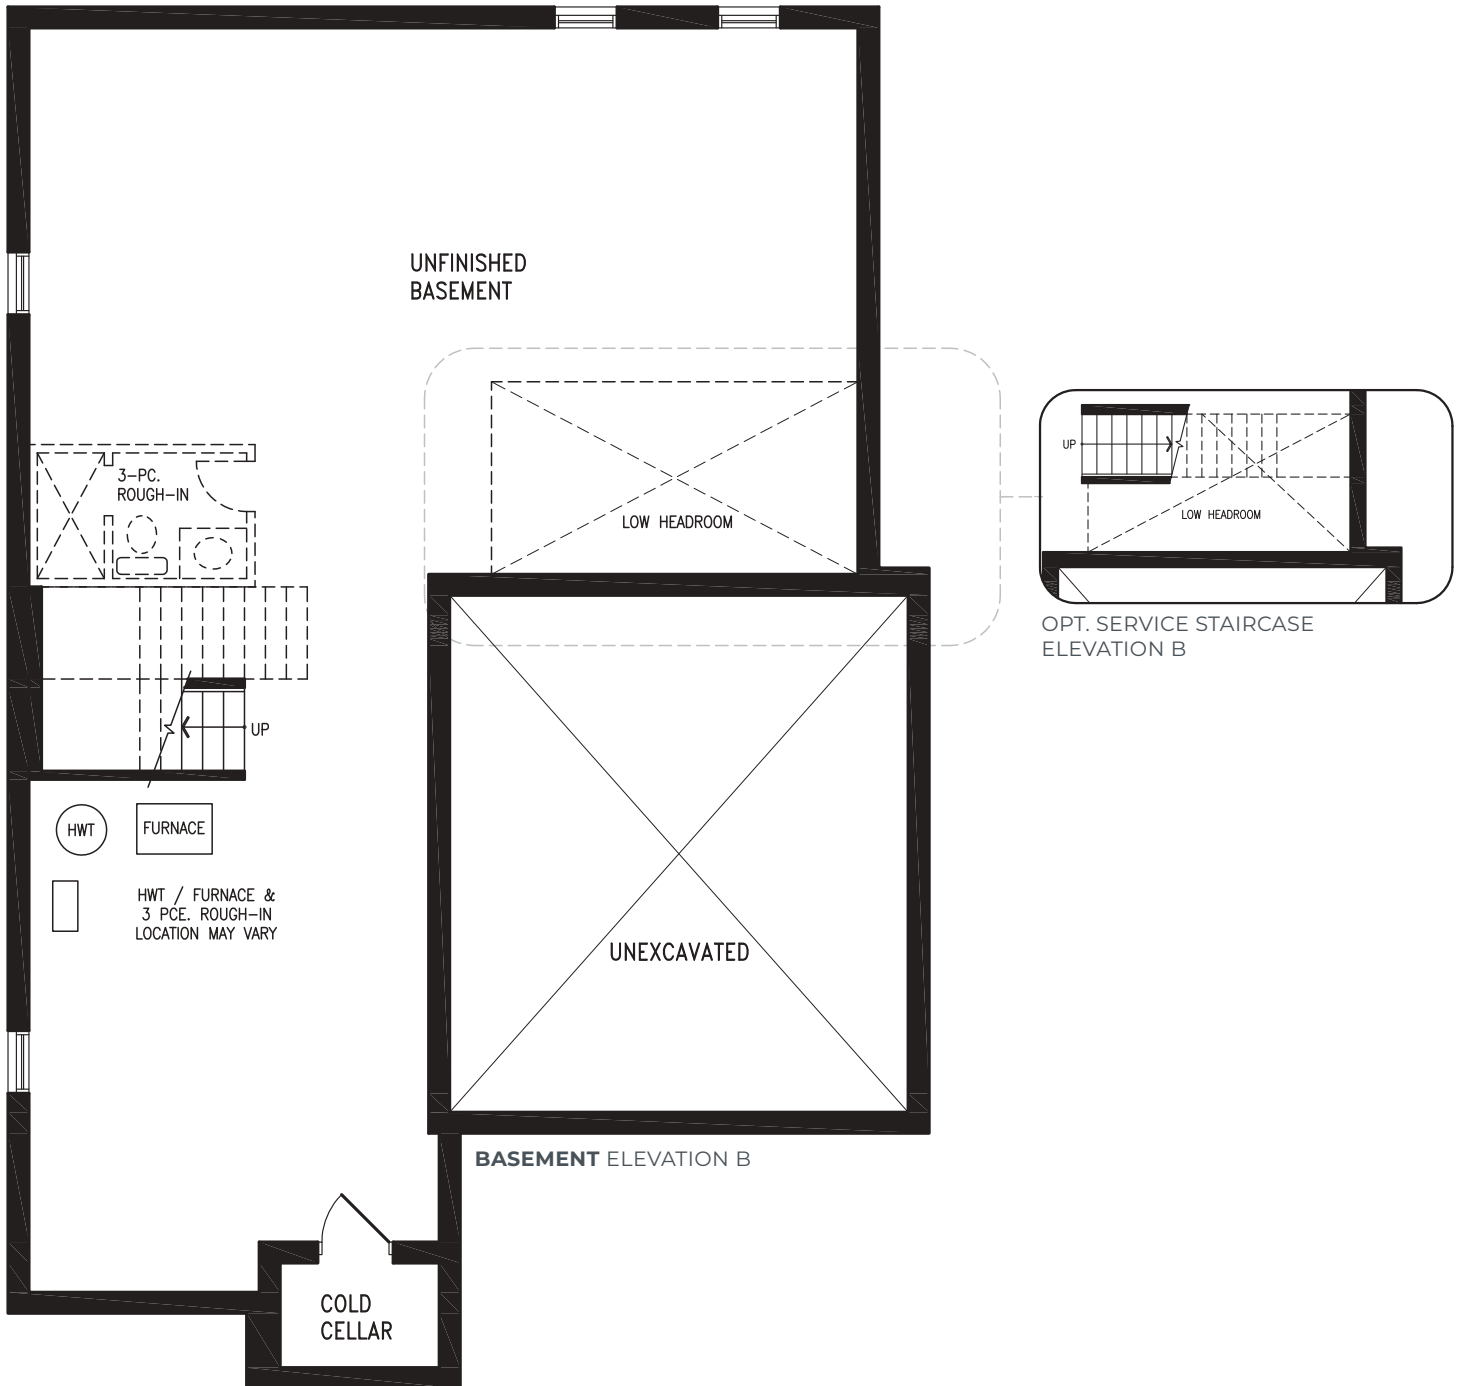 UNFINISHED
BASEMENT
3-PC.
ROUGH-IN
LOW HEADROOM
UP
LOW HEADROOM
OPT. SERVICE STAIRCASE
ELEVATION B
UP
HWT
FURNACE
HWT / FURNACE &
3 PCE. ROUGH-IN
LOCATION MAY VARY
UNEXCAVATED
BASEMENT ELEVATION B
COLD
CELLAR